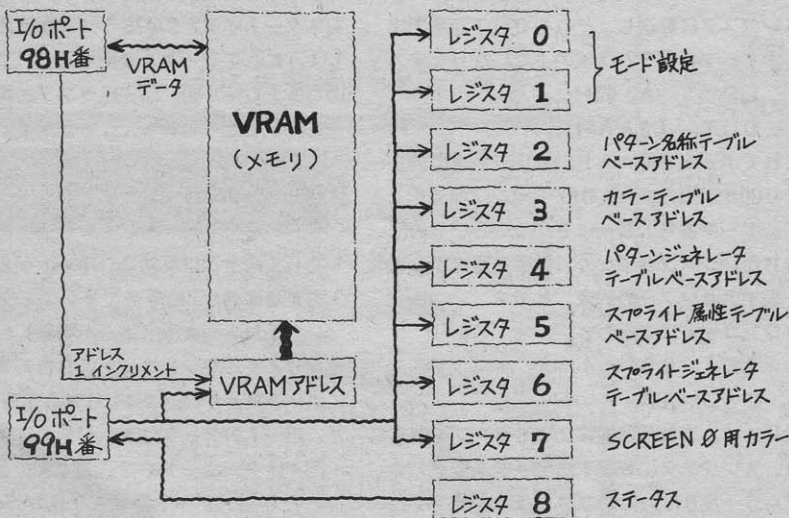 I/Oポート
98H番
VRAM
データ
VRAM
(メモリ)
アドレス
1 インクリメント
VRAMアドレス
I/Oポート
99H番
レジスタ 0
レジスタ 1
モード設定
レジスタ 2
パターン名称テーブル
ベースアドレス
レジスタ 3
カラーテーブル
ベースアドレス
レジスタ 4
パターンジェネレータ
テーブルベースアドレス
レジスタ 5
スプライト属性テーブル
ベースアドレス
レジスタ 6
スプライトジェネレータ
テーブルベースアドレス
レジスタ 7
SCREEN 0用カラー
レジスタ 8
ステータス